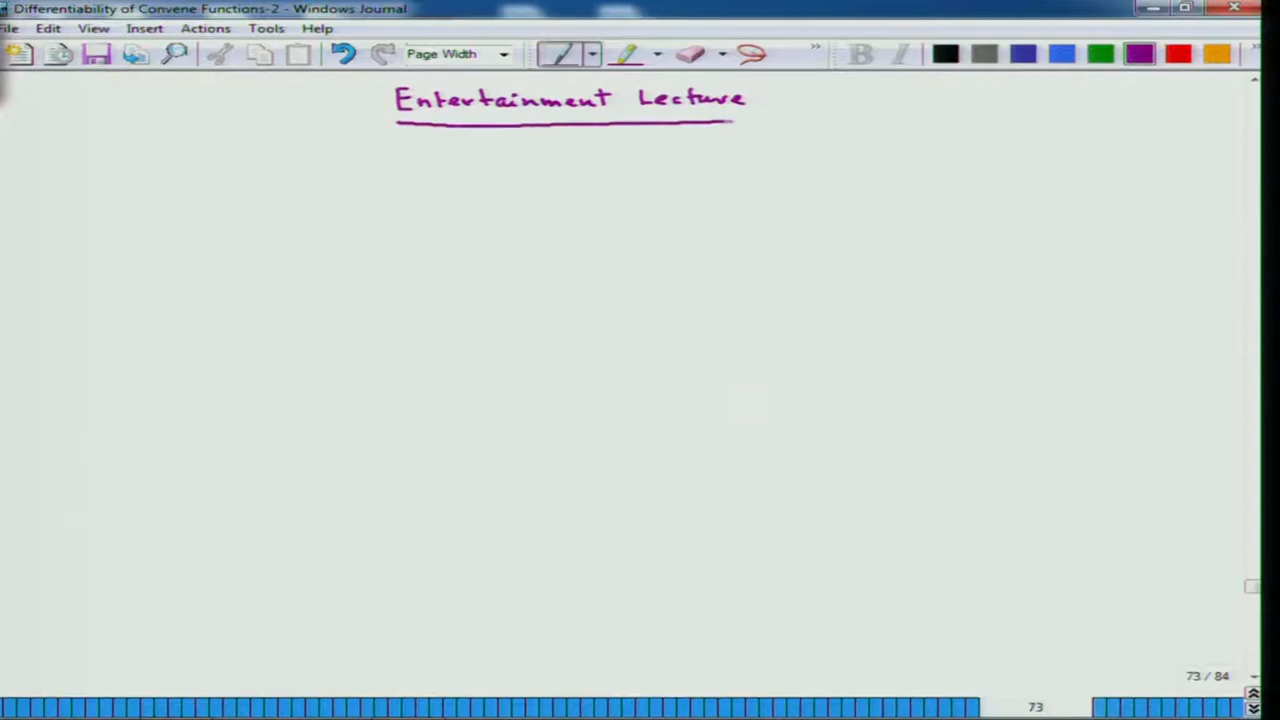 Differentiability of Convene Functions-2 - Windows Journal
File Edit View Insert Actions Tools Help
Page Width
B I
Entertainment Lecture
73 / 84
73